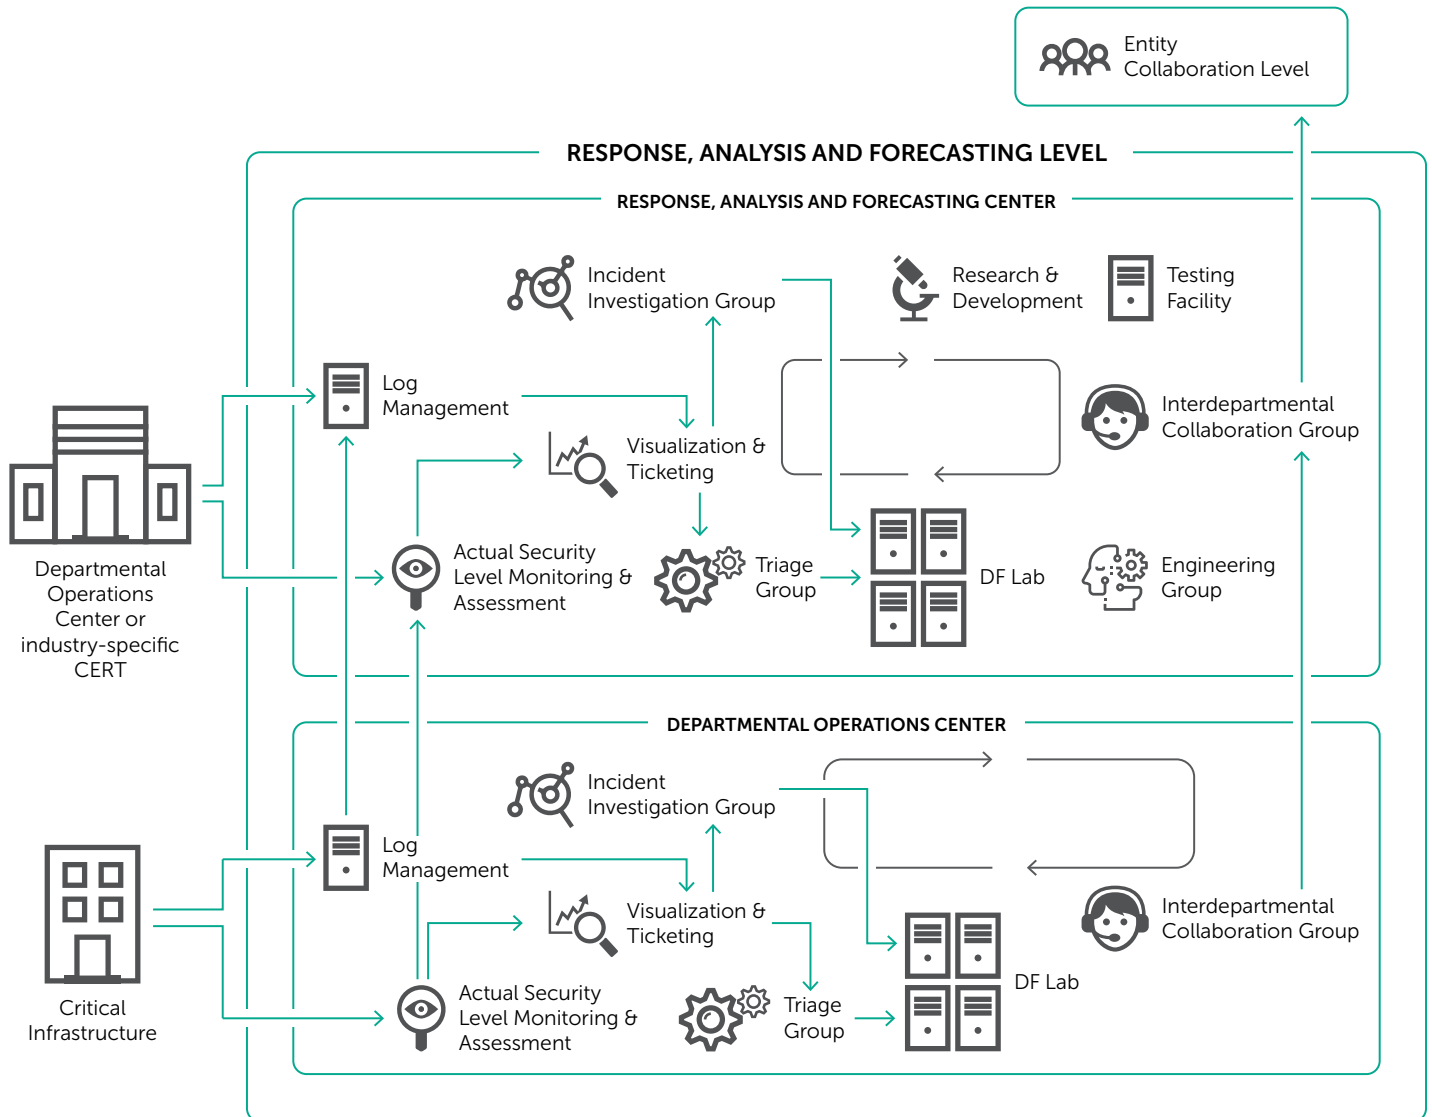 Entity
Collaboration Level
RESPONSE, ANALYSIS AND FORECASTING LEVEL
RESPONSE, ANALYSIS AND FORECASTING CENTER
Incident
Investigation Group
Research &
Development
Testing
Facility
Log
Management
Interdepartmental
Collaboration Group
Visualization &
Ticketing
Actual Security
Level Monitoring &
Assessment
Triage
Group
DF Lab
Engineering
Group
Departmental
Operations
Center or
industry-specific
CERT
DEPARTMENTAL OPERATIONS CENTER
Incident
Investigation Group
Log
Management
Visualization &
Ticketing
Interdepartmental
Collaboration Group
Actual Security
Level Monitoring &
Assessment
Triage
Group
DF Lab
Critical
Infrastructure